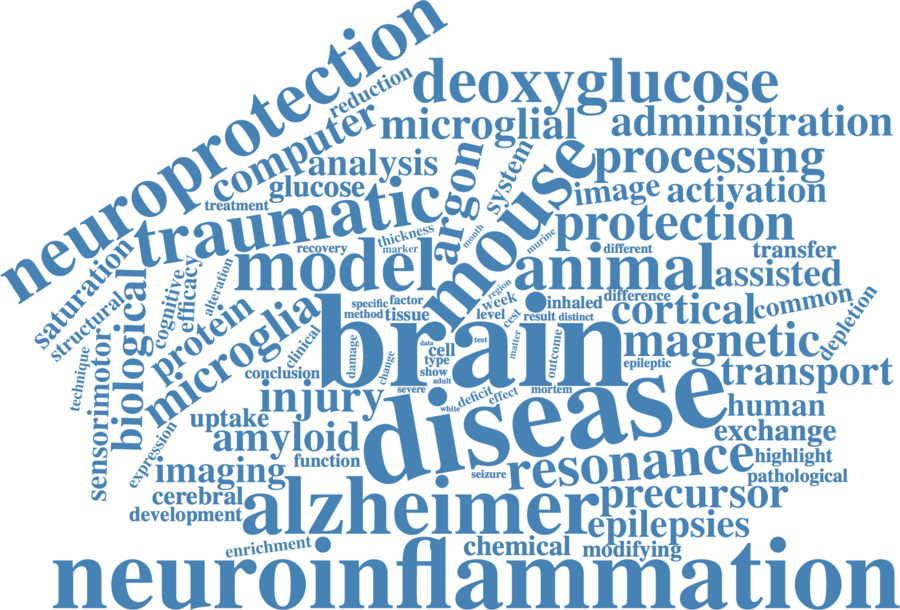 neuroprotection
reduction
deoxyglucose
computer
microglial
administration
analysis
argon
system
mouse
processing
glucose
image
activation
treatment
traumatic
thickness
month
murine
protection
saturation
recovery
marker
different
transfer
model
animal
assisted
cognitive
efficacy
alteration
region
structural
biological
protein
microglia
specific
factor
week
inhaled
difference
cortical
common
method
tissue
level
cest
result
distinct
depletion
brain
clinical
damage
data
cell
test
matter
outcome
magnetic
technique
sensorimotor
conclusion
change
type
show
adult
epileptic
transport
injury
severe
white
deficit
effect
mortem
disease
human
uptake
amyloid
exchange
expression
imaging
function
seizure
resonance
highlight
pathological
cerebral
development
alzheimer
precursor
epilepsies
enrichment
chemical
modifying
neuroinflammation